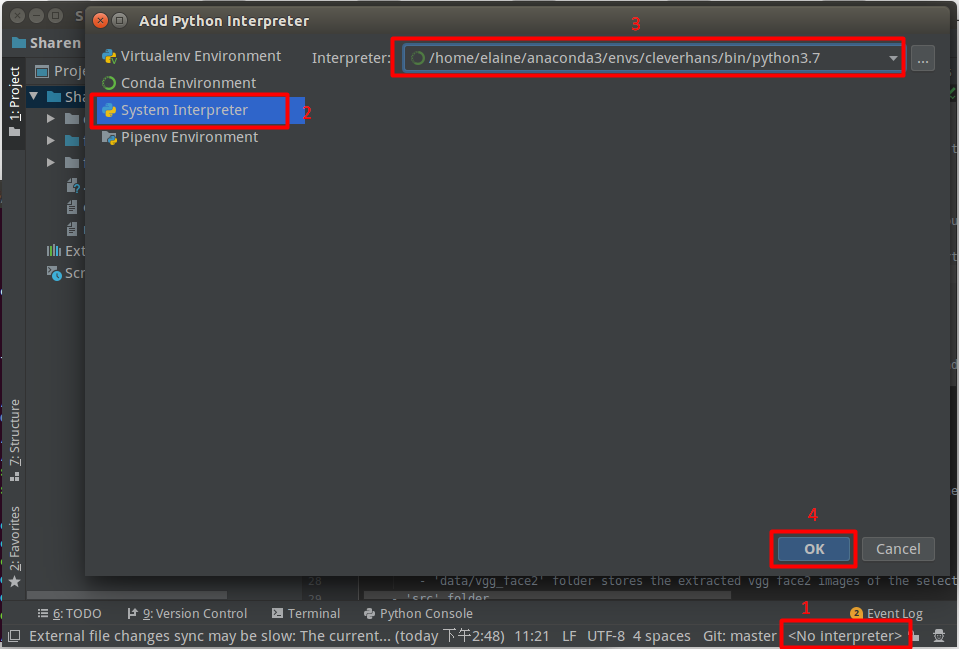 S
Add Python Interpreter
3
Sharen
Virtualenv Environment
Interpreter:
/home/elaine/anaconda3/envs/cleverhans/bin/python3.7
...
1: Project
Proj
Conda Environment
Sha
System Interpreter
2
Pipenv Environment
Ext
Scr
7: Structure
2: Favorites
4
OK
Cancel
28
- 'data/vgg_face2' folder stores the extracted vgg face2 images of the select
29
- 'src' folder
1
6: TODO
9: Version Control
Terminal
Python Console
2
Event Log
External file changes sync may be slow: The current... (today 下午2:48)
11:21
LF
UTF-8
4 spaces
Git: master
<No interpreter>